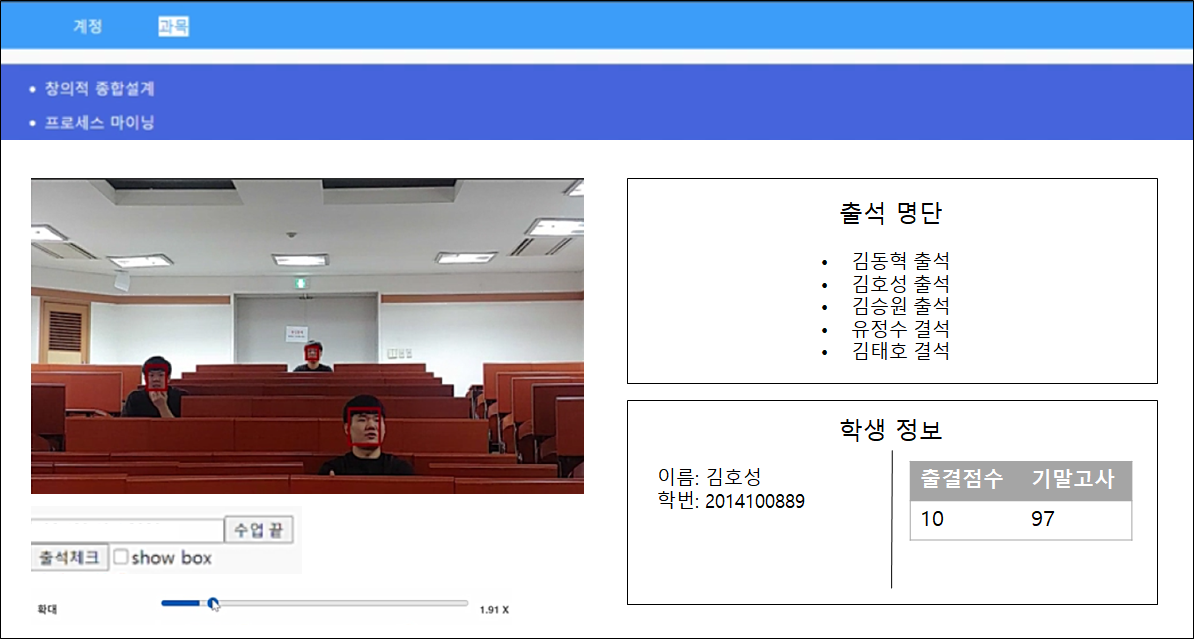 계정 과목
• 창의적 종합설계
• 프로세스 마이닝
출석 명단
• 김동혁 출석
• 김호성 출석
• 김승원 출석
• 유정수 결석
• 김태호 결석
수업 끝
출석체크 show box
확대 1.91 X
학생 정보
이름: 김호성
학번: 2014100889
출결점수 기말고사
10 97